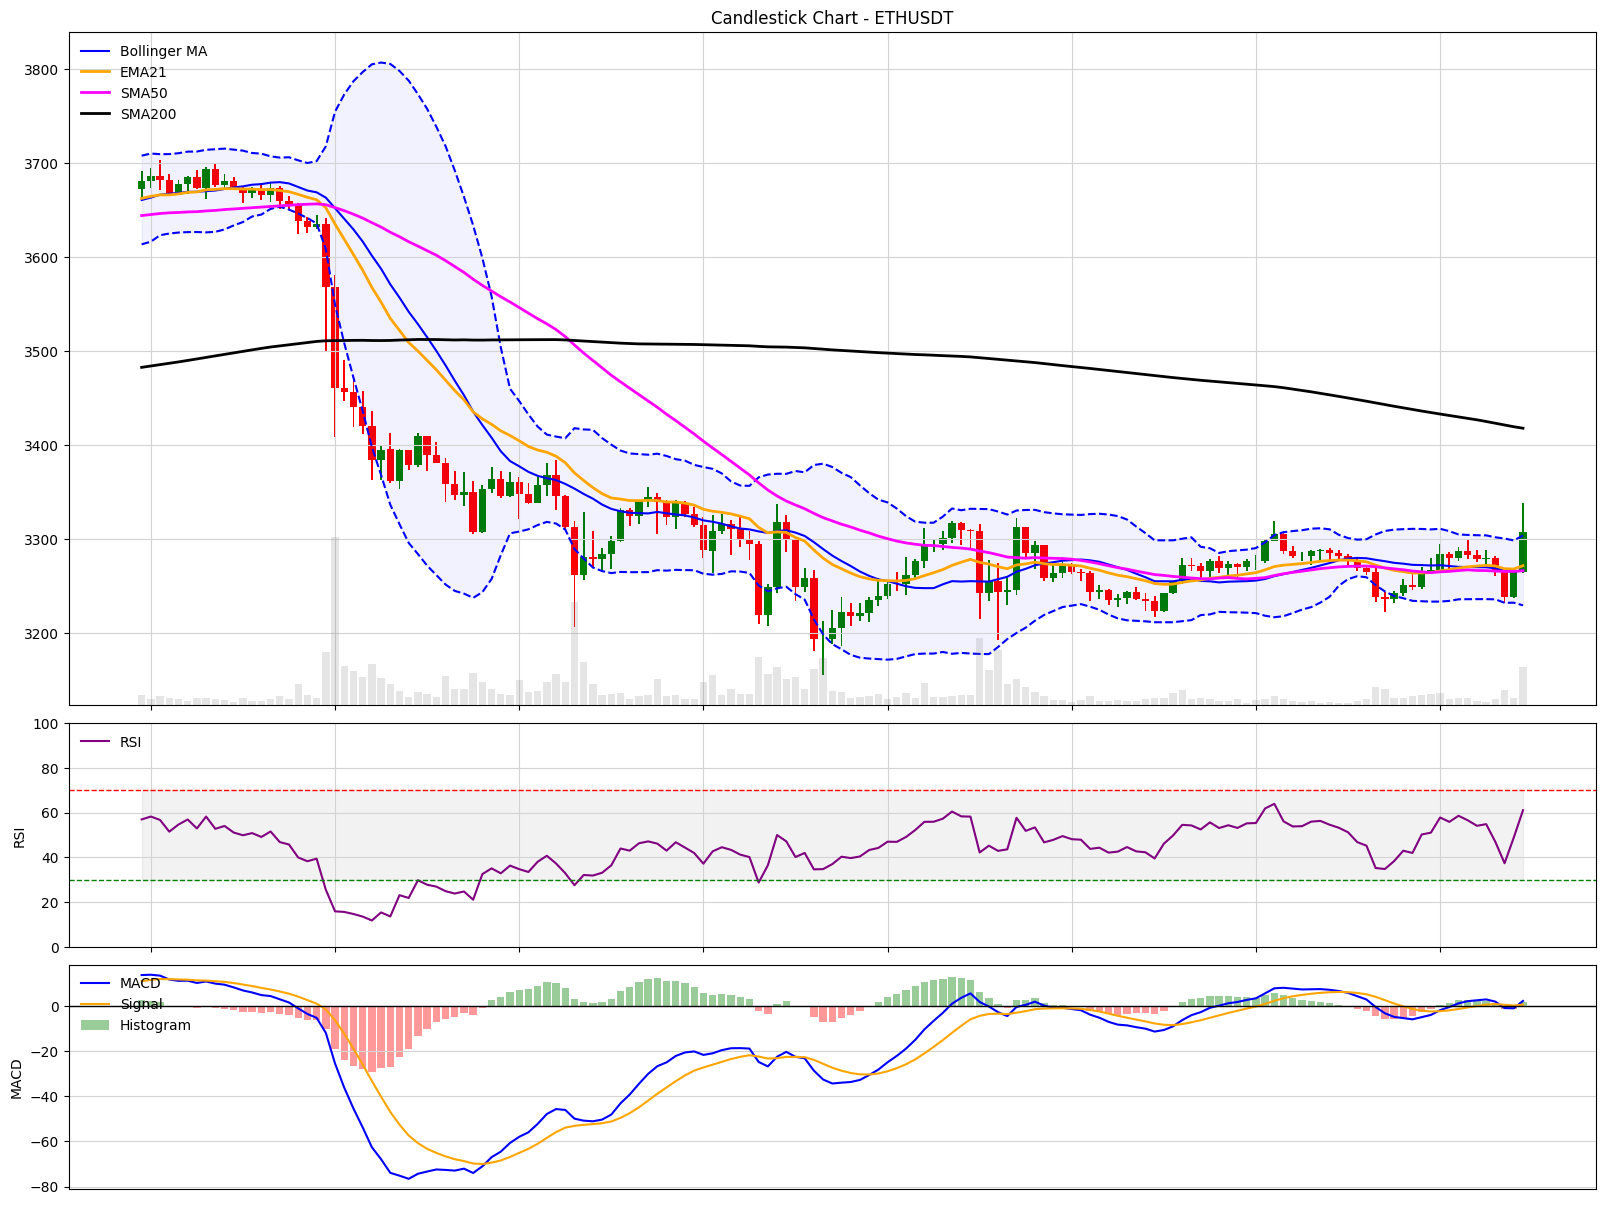 Candlestick Chart - ETHUSDT
Bollinger MA
EMA21
SMA50
SMA200
3800
3700
3600
3500
3400
3300
3200
100
80
60
40
20
0
RSI
RSI
0
−20
−40
−60
−80
MACD
MACD
Signal
Histogram